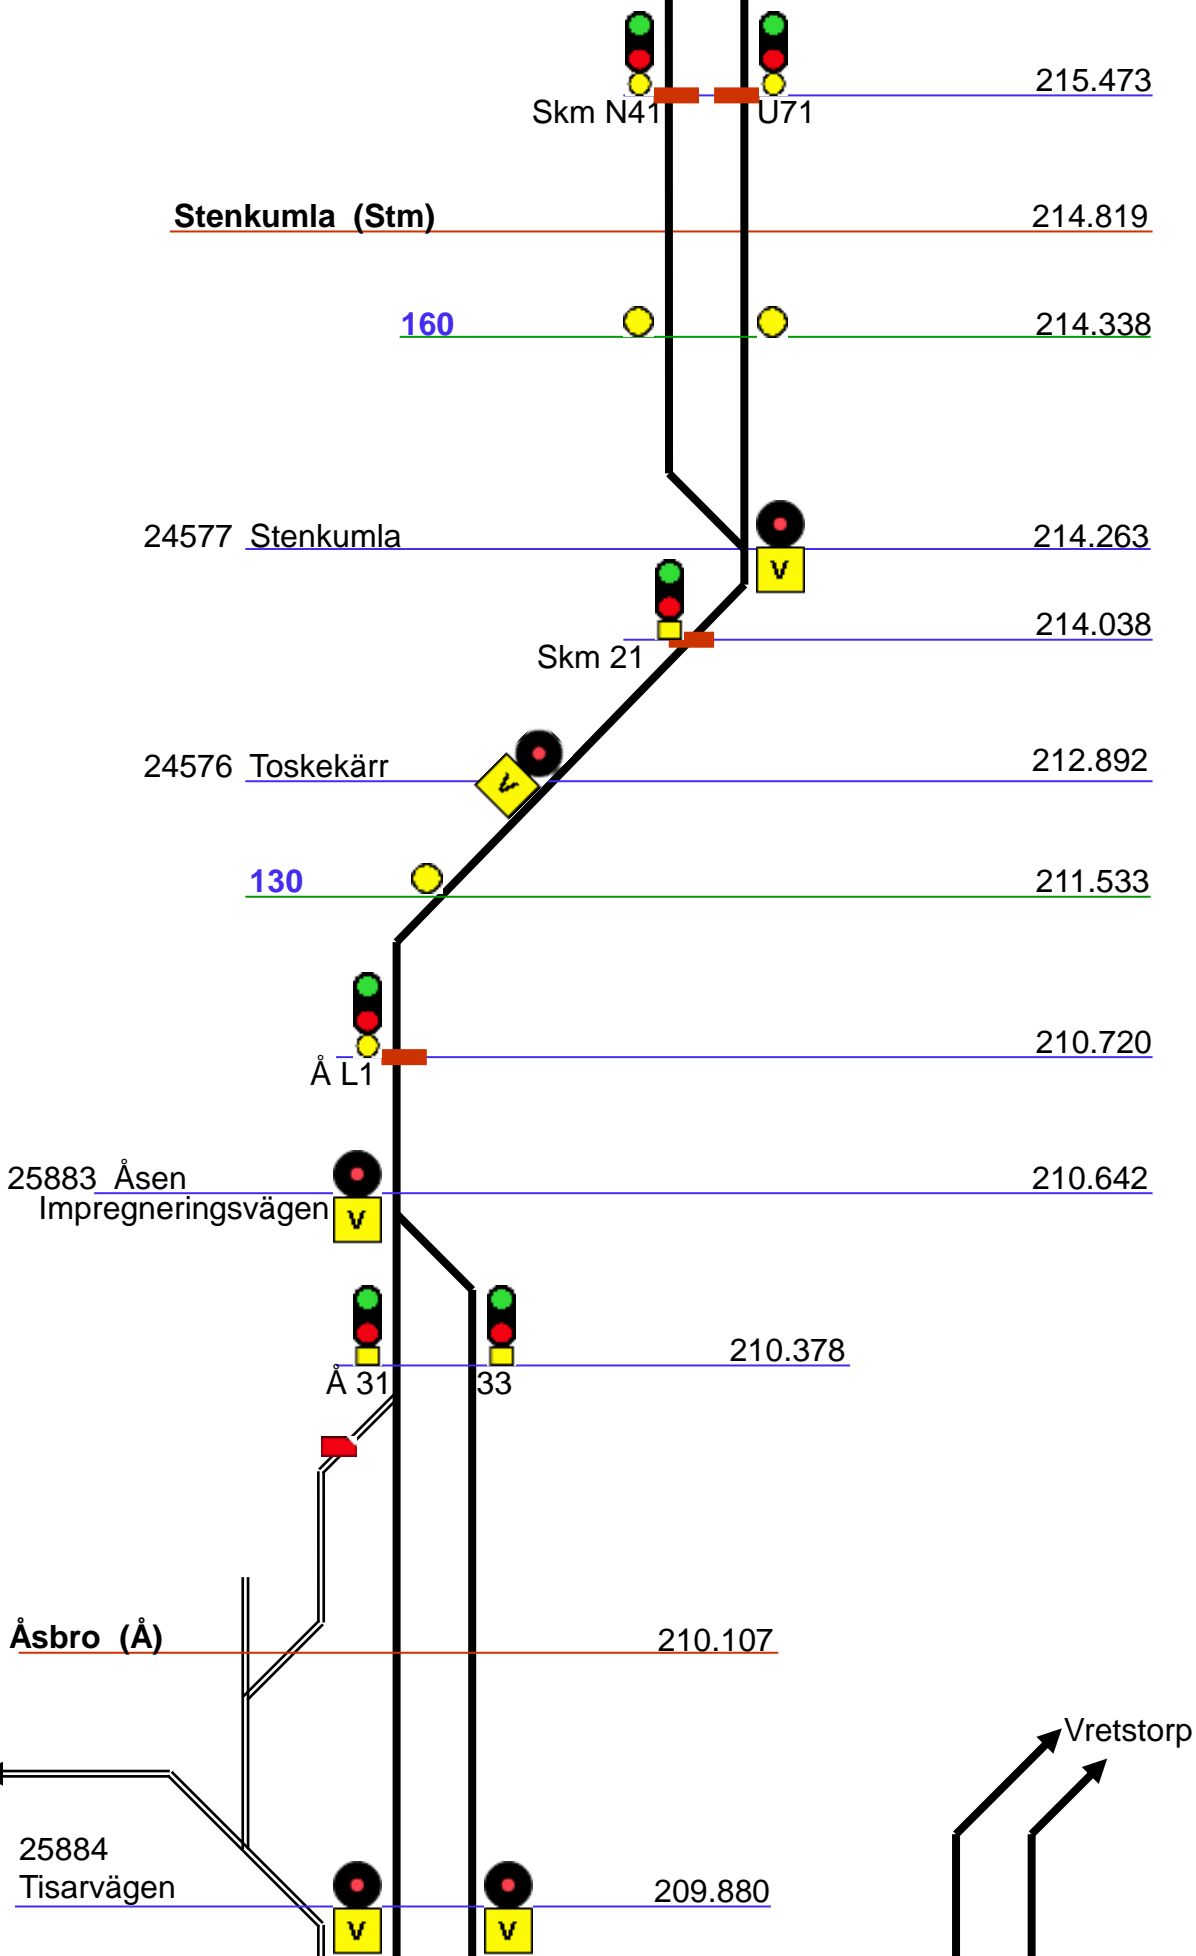 215.473
Skm N41 U71
Stenkumla (Stm) 214.819
160 214.338
24577 Stenkumla 214.263
V
214.038
Skm 21
24576 Toskekärr 212.892
V
130 211.533
210.720
Å L1
25883 Åsen 210.642
Impregneringsvägen V
210.378
Å 31 33
Åsbro (Å) 210.107
Vretstorp
25884
Tisarvägen 209.880
V V